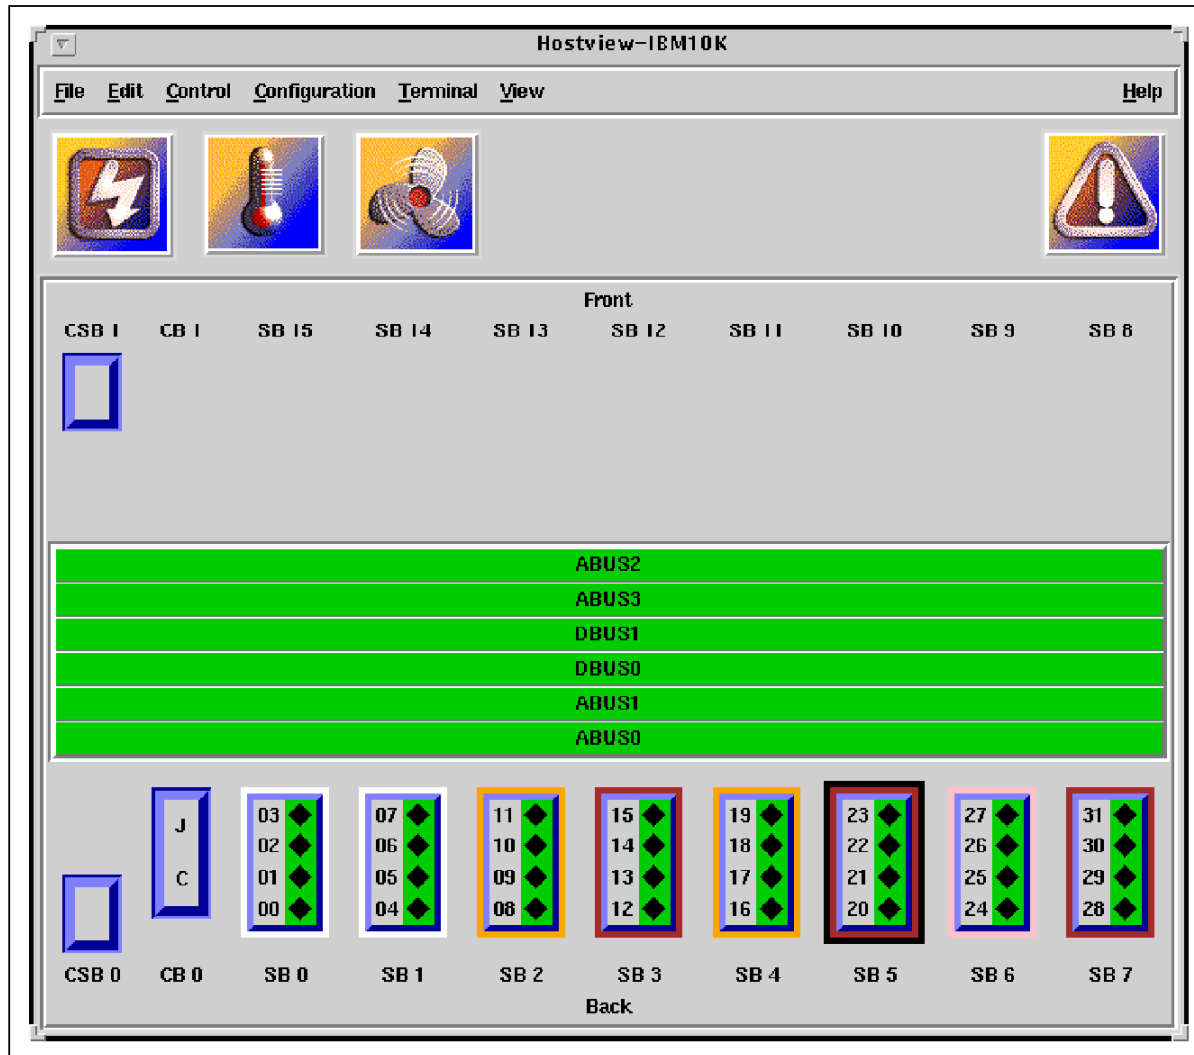 Hostview-IBM10K
File Edit Control Configuration Terminal View Help
Front
CSB 1 CB 1 SB 15 SB 14 SB 13 SB 12 SB 11 SB 10 SB 9 SB 8
ABUS2
ABUS3
DBUS1
DBUS0
ABUS1
ABUS0
J 03 07 11 15 19 23 27 31
02 06 10 14 18 22 26 30
C 01 05 09 13 17 21 25 29
00 04 08 12 16 20 24 28
CSB 0 CB 0 SB 0 SB 1 SB 2 SB 3 SB 4 SB 5 SB 6 SB 7
Back